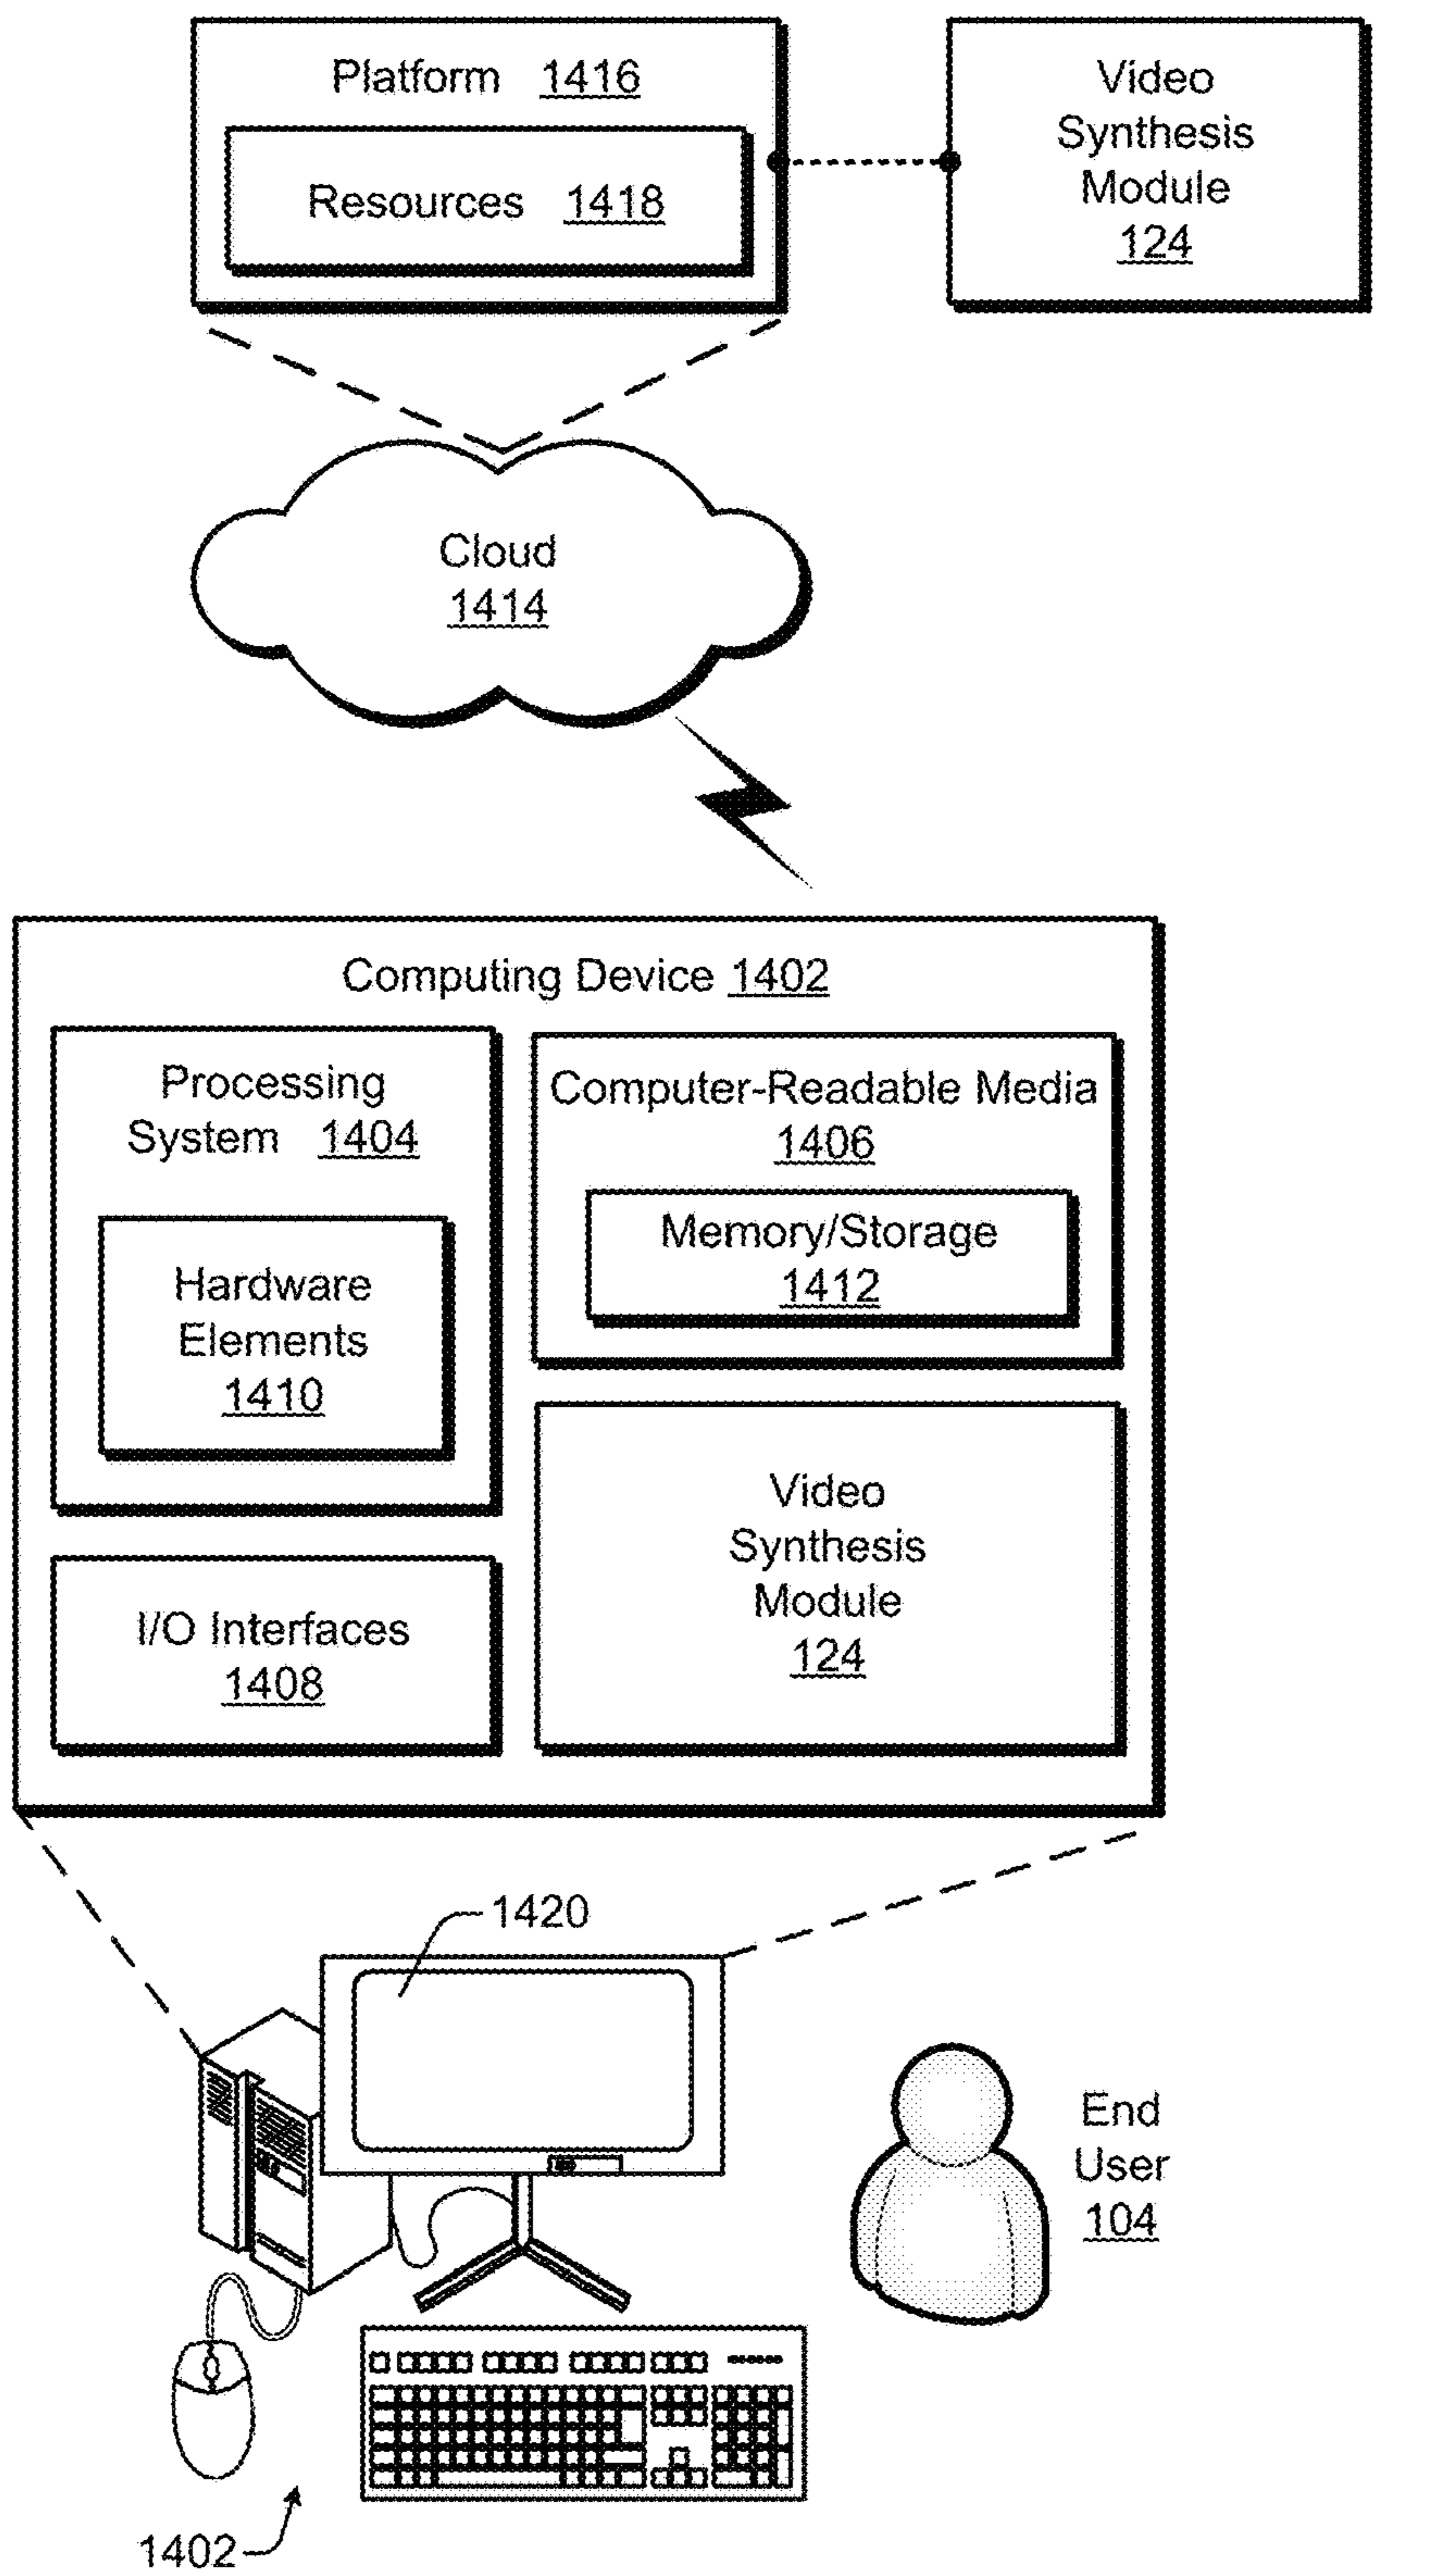 Platform 1416
Resources 1418
Video
Synthesis
Module
124
Cloud
1414
Computing Device 1402
Processing
System 1404
Hardware
Elements
1410
Computer-Readable Media
1406
Memory/Storage
1412
I/O Interfaces
1408
Video
Synthesis
Module
124
1420
End
User
104
1402